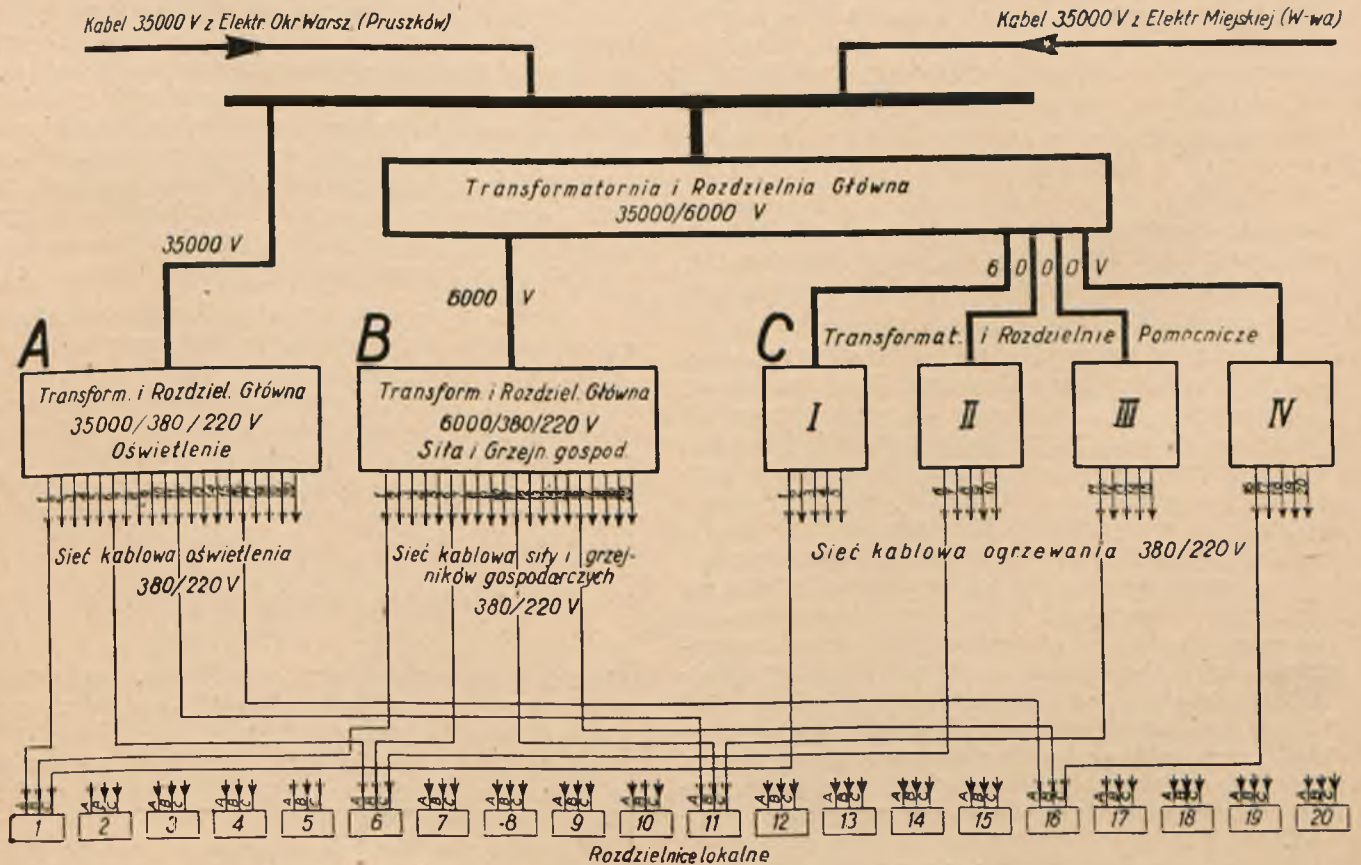 Kabel 35000 V z Elektr. Okr Warsz. (Pruszków)
Kabel 35000 V z Elektr Miejskiej (W-wa)
Transformatornia i Rozdzielnia Główna
35000/6000 V
35000 V
6000 V
6 0 0 0 V
A
B
C
Transformat. i Rozdzielnie Pomocnicze
Transform. i Rozdziel. Główna
35000/380/220 V
Oświetlenie
Transform i Rozdziel. Główna
6000/380/220 V
Siła i Grzejn. gospod.
I
II
III
IV
Sieć kablowa oświetlenia
380/220 V
Sieć kablowa siły i grzej-
ników gospodarczych
380/220 V
Sieć kablowa ogrzewania 380/220 V
A B C A B C A B C A B C A B C A B C A B C A B C A B C A B C A B C A B C A B C A B C A B C A B C A B C A B C A B C A B C
1 2 3 4 5 6 7 8 9 10 11 12 13 14 15 16 17 18 19 20
Rozdzielnice lokalne